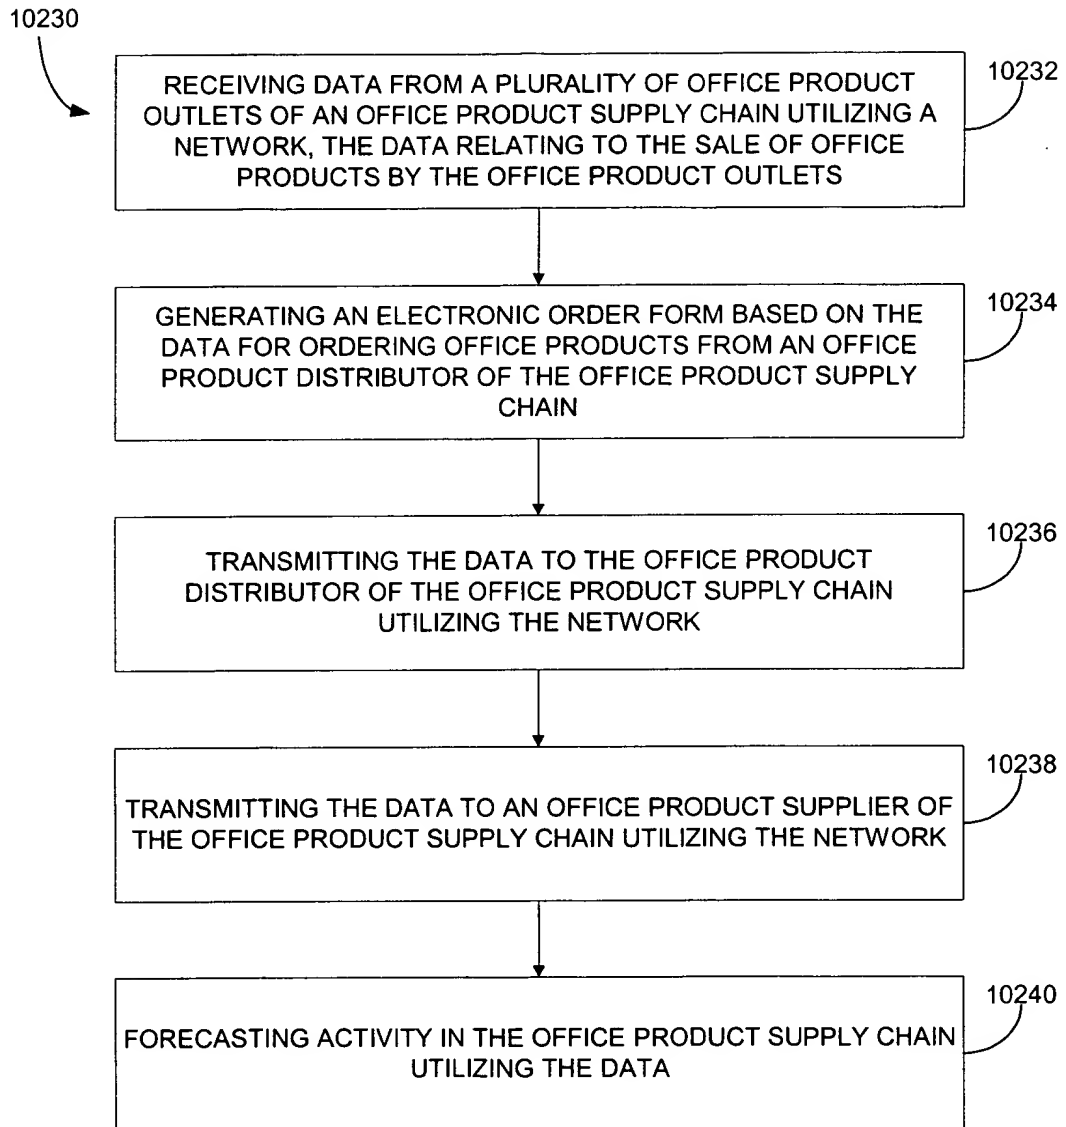 10230
10232
RECEIVING DATA FROM A PLURALITY OF OFFICE PRODUCT
OUTLETS OF AN OFFICE PRODUCT SUPPLY CHAIN UTILIZING A
NETWORK, THE DATA RELATING TO THE SALE OF OFFICE
PRODUCTS BY THE OFFICE PRODUCT OUTLETS
10234
GENERATING AN ELECTRONIC ORDER FORM BASED ON THE
DATA FOR ORDERING OFFICE PRODUCTS FROM AN OFFICE
PRODUCT DISTRIBUTOR OF THE OFFICE PRODUCT SUPPLY
CHAIN
10236
TRANSMITTING THE DATA TO THE OFFICE PRODUCT
DISTRIBUTOR OF THE OFFICE PRODUCT SUPPLY CHAIN
UTILIZING THE NETWORK
10238
TRANSMITTING THE DATA TO AN OFFICE PRODUCT SUPPLIER OF
THE OFFICE PRODUCT SUPPLY CHAIN UTILIZING THE NETWORK
10240
FORECASTING ACTIVITY IN THE OFFICE PRODUCT SUPPLY CHAIN
UTILIZING THE DATA